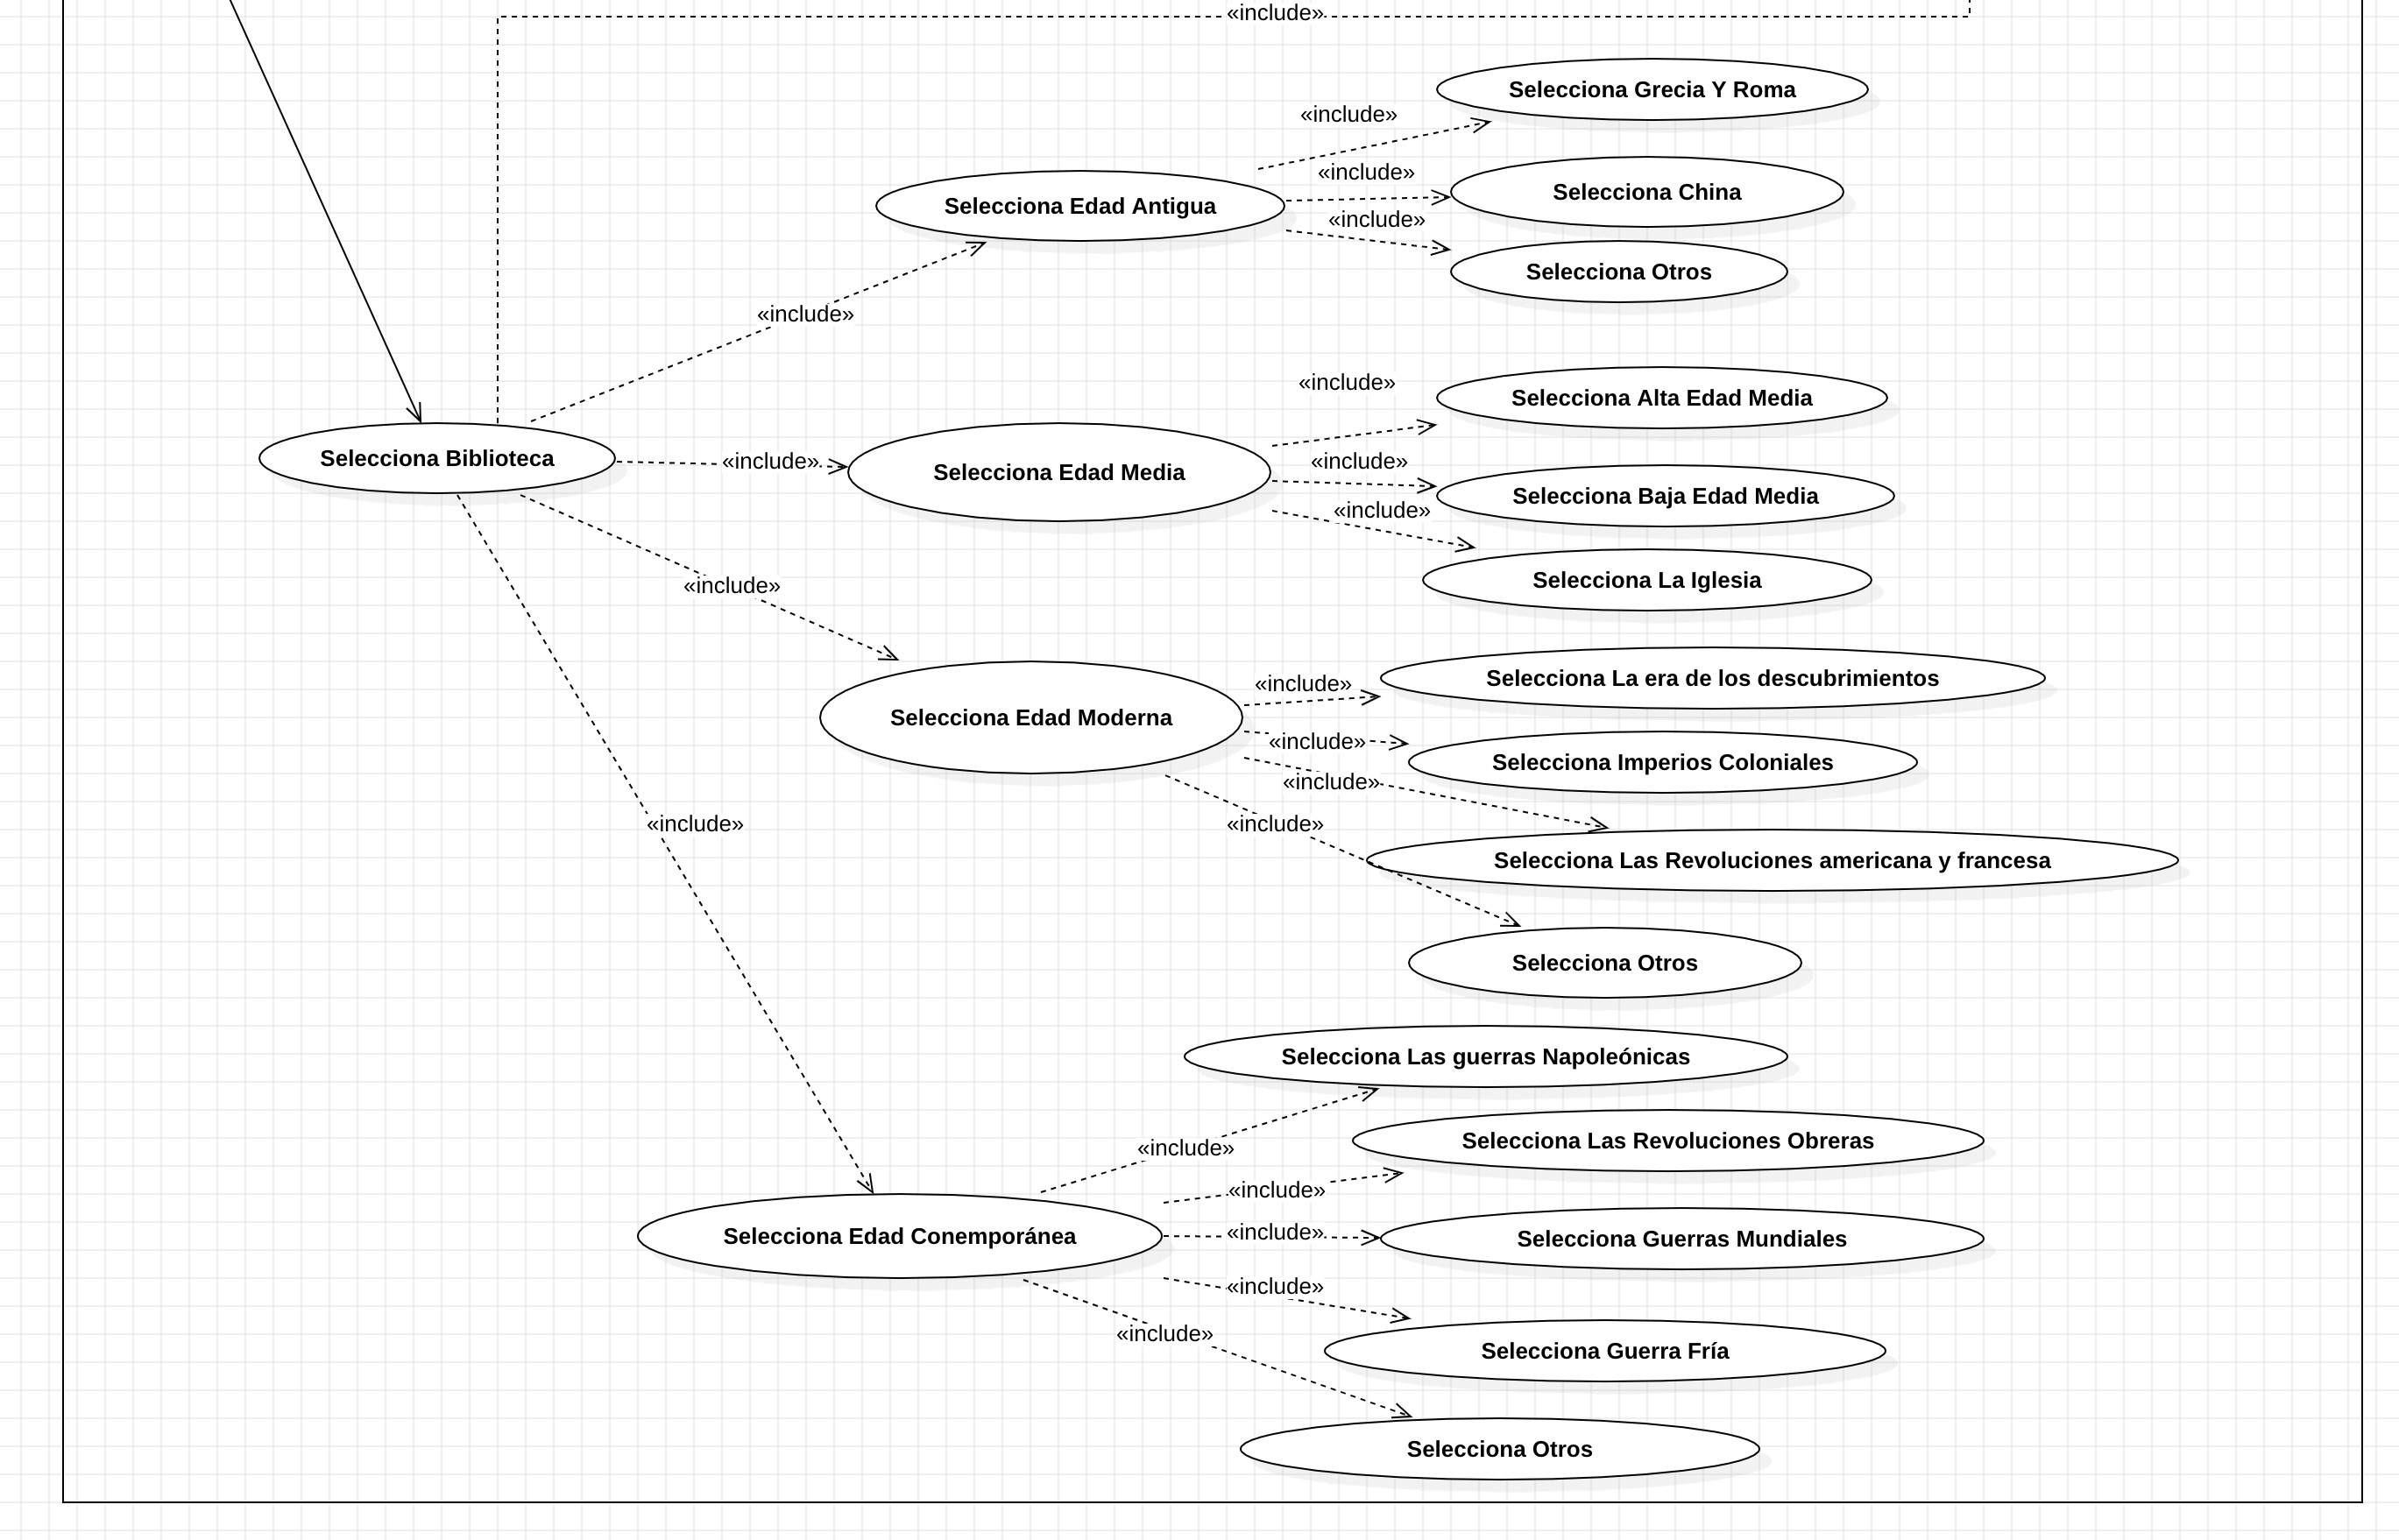 «include»
Selecciona Grecia Y Roma
«include»
«include»
Selecciona China
Selecciona Edad Antigua
«include»
Selecciona Otros
«include»
«include»
Selecciona Alta Edad Media
Selecciona Biblioteca
«include»
Selecciona Edad Media
«include»
Selecciona Baja Edad Media
«include»
Selecciona La Iglesia
«include»
«include»
Selecciona La era de los descubrimientos
Selecciona Edad Moderna
«include»
Selecciona Imperios Coloniales
«include»
«include»
«include»
Selecciona Las Revoluciones americana y francesa
Selecciona Otros
Selecciona Las guerras Napoleónicas
«include»
Selecciona Las Revoluciones Obreras
«include»
Selecciona Edad Conemporánea
«include»
Selecciona Guerras Mundiales
«include»
«include»
Selecciona Guerra Fría
Selecciona Otros